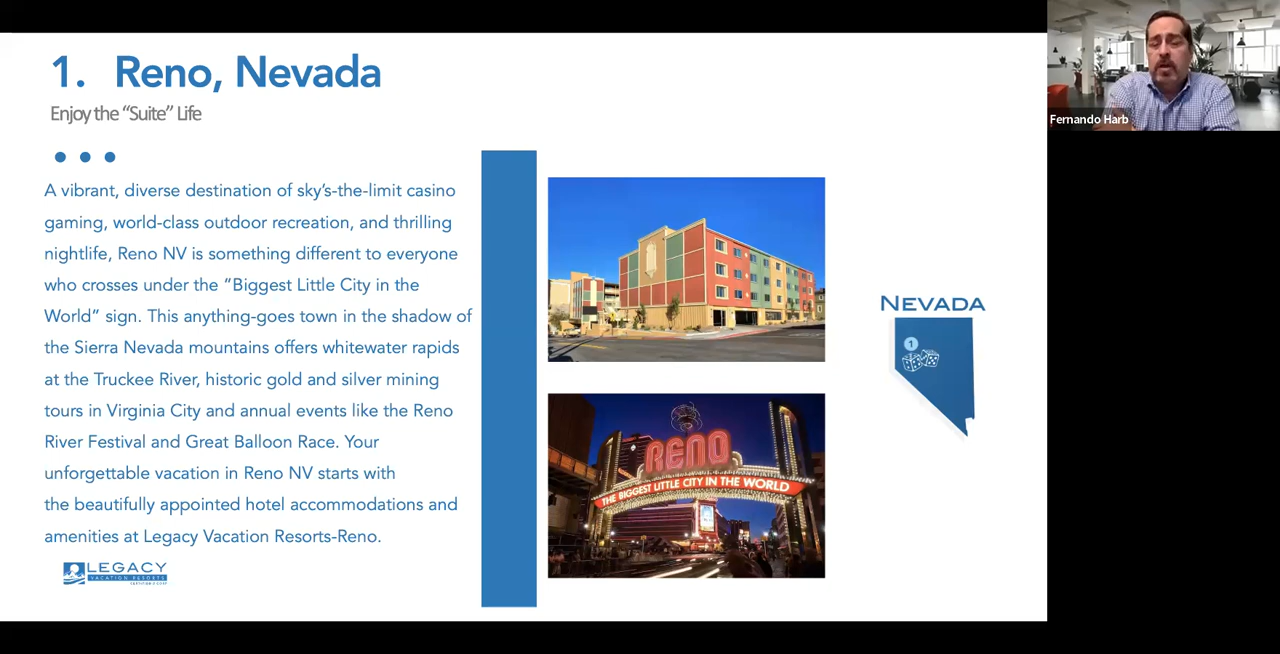 1. Reno, Nevada
Enjoy the “Suite” Life
A vibrant, diverse destination of sky’s-the-limit casino
gaming, world-class outdoor recreation, and thrilling
nightlife, Reno NV is something different to everyone
who crosses under the “Biggest Little City in the
World” sign. This anything-goes town in the shadow of
the Sierra Nevada mountains offers whitewater rapids
at the Truckee River, historic gold and silver mining
tours in Virginia City and annual events like the Reno
River Festival and Great Balloon Race. Your
unforgettable vacation in Reno NV starts with
the beautifully appointed hotel accommodations and
amenities at Legacy Vacation Resorts-Reno.
LEGACY
VACATION RESORTS
RENO
THE BIGGEST LITTLE CITY IN THE WORLD
NEVADA
1
Fernando Harb